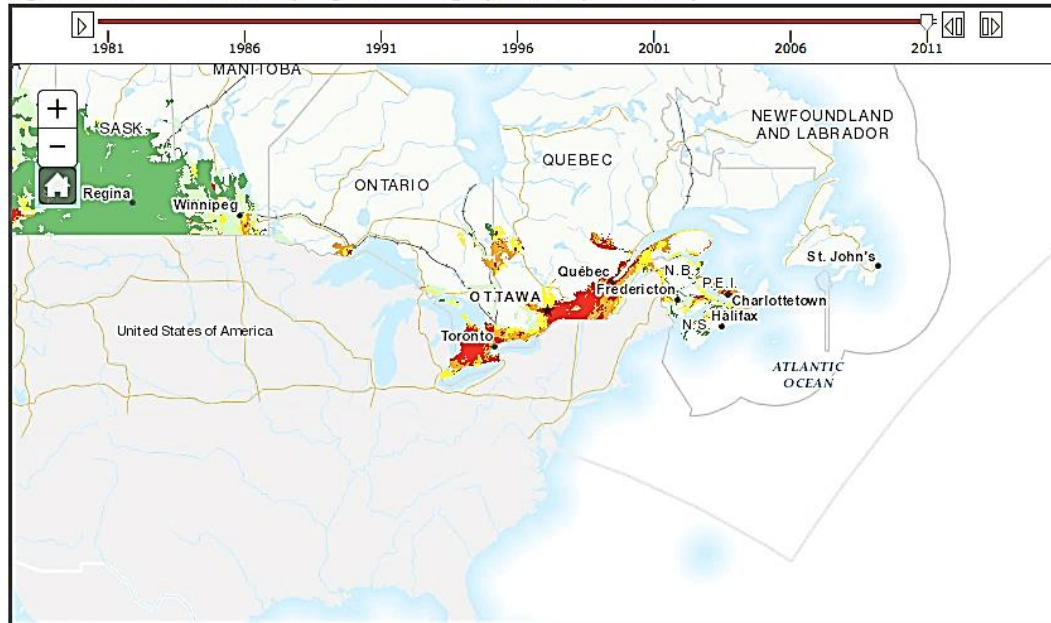 1981 1986 1991 1996 2001 2006 2011
MANITOBA
+
SASK
NEWFOUNDLAND
AND LABRADOR
−
QUEBEC
ONTARIO
Regina
Winnipeg
St. John's
Québec
N.B.
P.E.I.
OTTAWA
Fredericton
Charlottetown
Halifax
N.S.
United States of America
Toronto
ATLANTIC
OCEAN